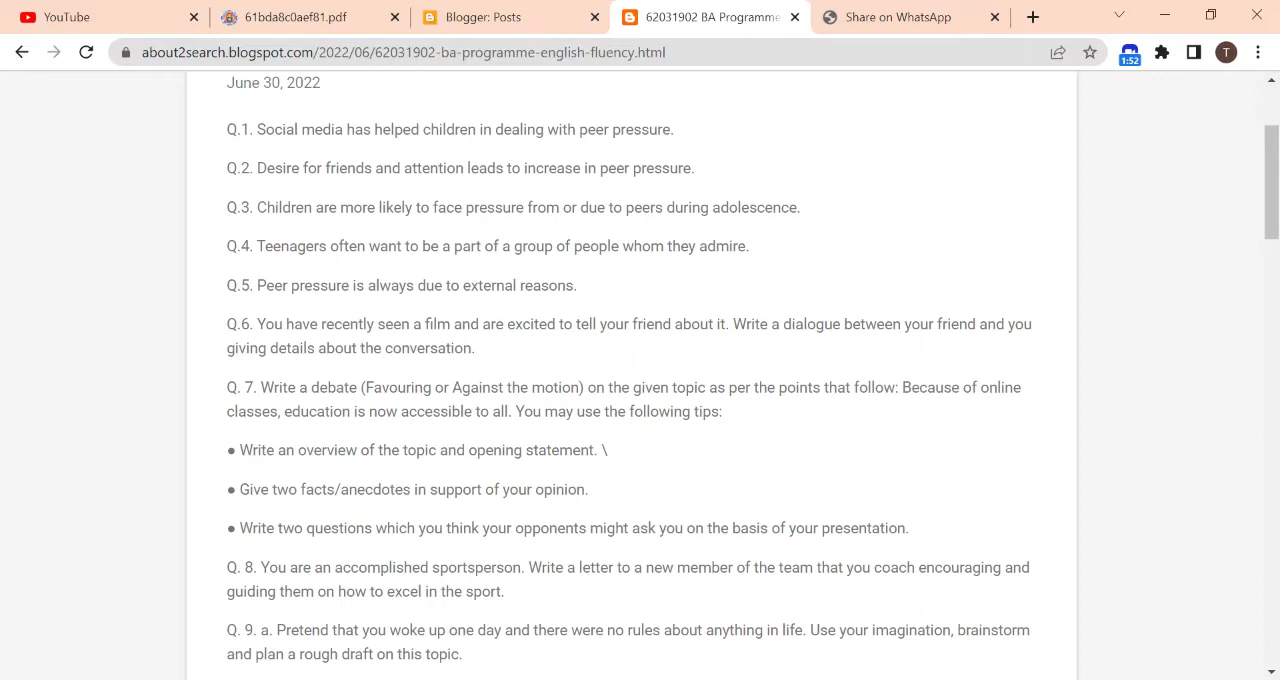 YouTube
61bda8c0aef81.pdf
Blogger: Posts
62031902 BA Programme
Share on WhatsApp
about2search.blogspot.com/2022/06/62031902-ba-programme-english-fluency.html
1:52
T
June 30, 2022
Q.1. Social media has helped children in dealing with peer pressure.
Q.2. Desire for friends and attention leads to increase in peer pressure.
Q.3. Children are more likely to face pressure from or due to peers during adolescence.
Q.4. Teenagers often want to be a part of a group of people whom they admire.
Q.5. Peer pressure is always due to external reasons.
Q.6. You have recently seen a film and are excited to tell your friend about it. Write a dialogue between your friend and you
giving details about the conversation.
Q. 7. Write a debate (Favouring or Against the motion) on the given topic as per the points that follow: Because of online
classes, education is now accessible to all. You may use the following tips:
● Write an overview of the topic and opening statement. \
● Give two facts/anecdotes in support of your opinion.
● Write two questions which you think your opponents might ask you on the basis of your presentation.
Q. 8. You are an accomplished sportsperson. Write a letter to a new member of the team that you coach encouraging and
guiding them on how to excel in the sport.
Q. 9. a. Pretend that you woke up one day and there were no rules about anything in life. Use your imagination, brainstorm
and plan a rough draft on this topic.